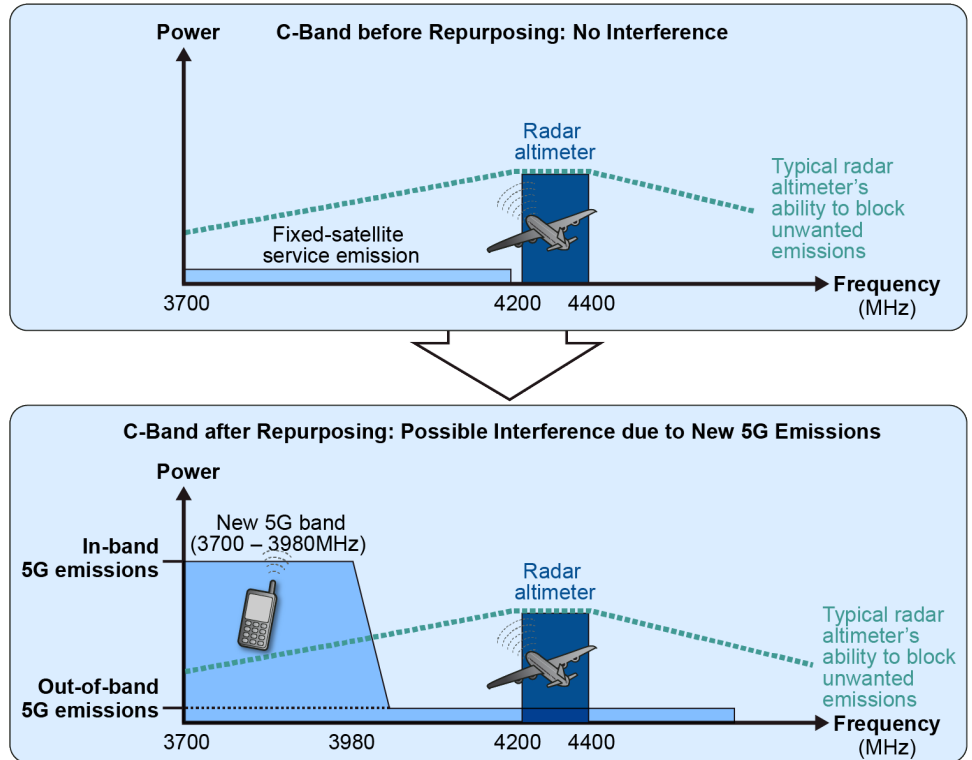 C-Band before Repurposing: No Interference
Power
Radar
altimeter
Typical radar
altimeter's
ability to block
unwanted
emissions
Fixed-satellite
service emission
3700
4200
4400
Frequency
(MHz)
C-Band after Repurposing: Possible Interference due to New 5G Emissions
Power
New 5G band
(3700 – 3980MHz)
In-band
5G emissions
Radar
altimeter
Typical radar
altimeter's
ability to block
unwanted
emissions
Out-of-band
5G emissions
3700
3980
4200
4400
Frequency
(MHz)